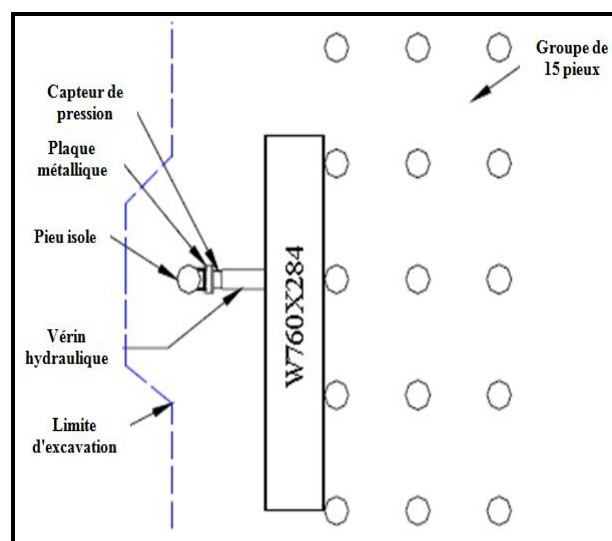 Groupe de
15 pieux
Capteur de
pression
Plaque
métallique
Pieu isole
W760X284
Vérin
hydraulique
Limite
d'excavation